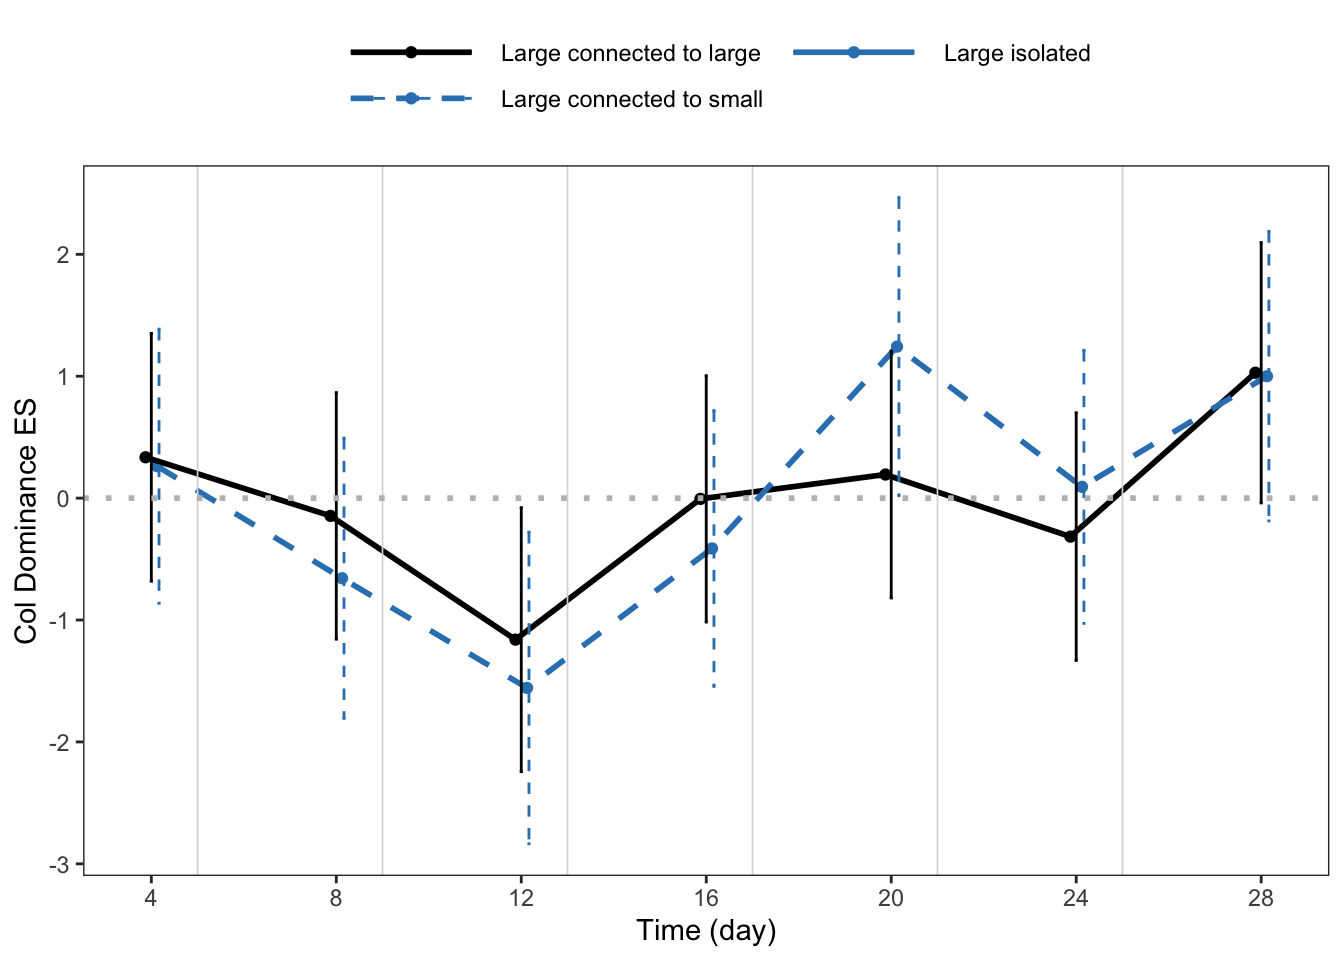 Large connected to large
Large isolated
Large connected to small
Col Dominance ES
2
1
0
-1
-2
-3
4
8
12
16
20
24
28
Time (day)